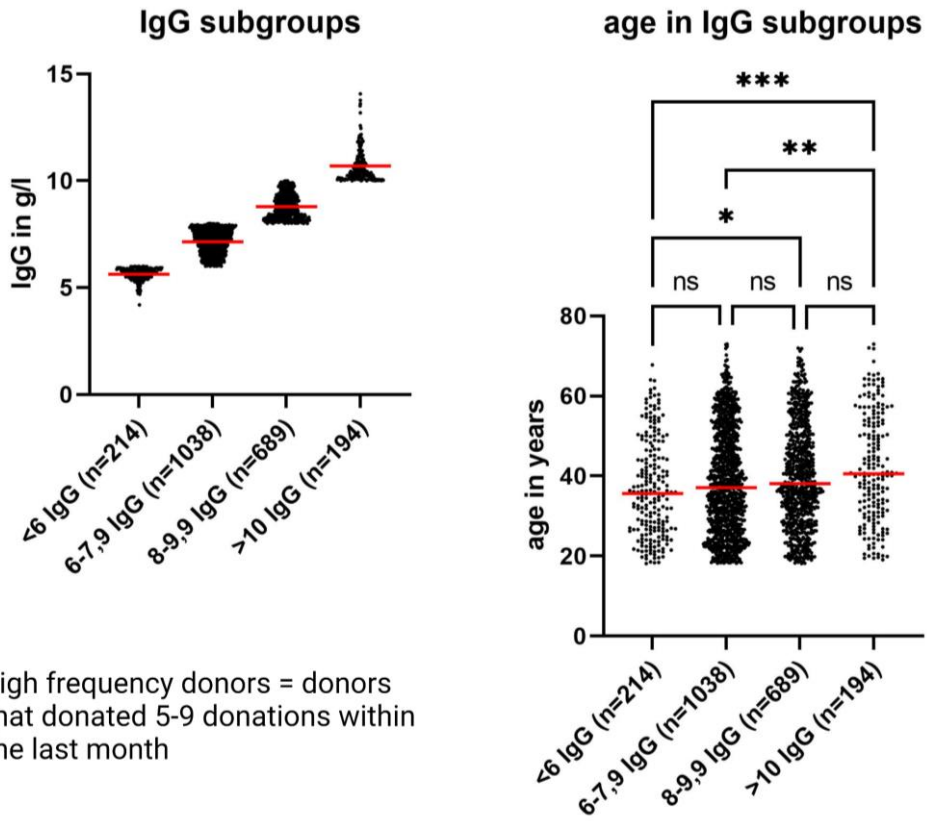 IgG subgroups
15
10
5
0
IgG in g/l
<6 IgG (n=214)
6-7,9 IgG (n=1038)
8-9,9 IgG (n=689)
>10 IgG (n=194)
age in IgG subgroups
***
**
*
ns ns ns
80
60
40
20
0
age in years
<6 IgG (n=214)
6-7,9 IgG (n=1038)
8-9,9 IgG (n=689)
>10 IgG (n=194)
igh frequency donors = donors
hat donated 5-9 donations within
he last month